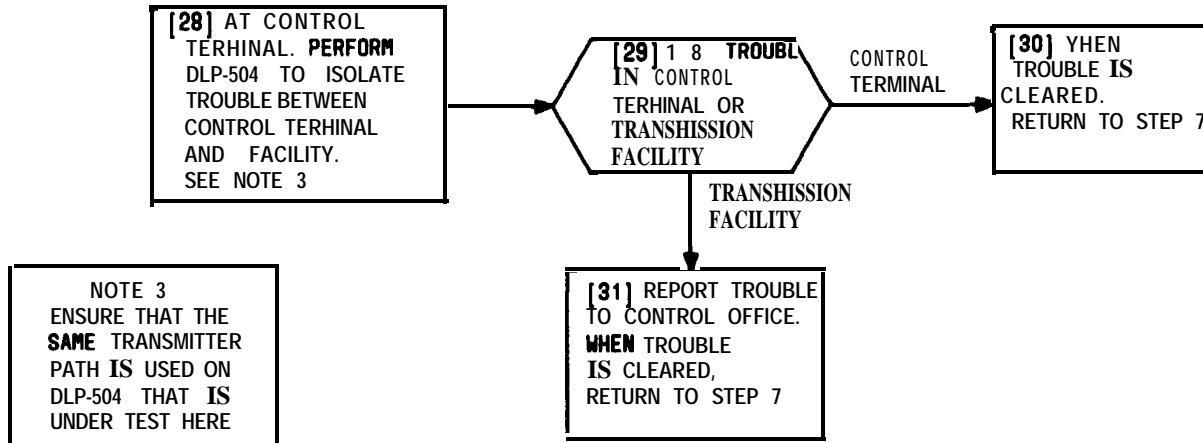 [28] AT CONTROL
TERHINAL. PERFORM
DLP-504 TO ISOLATE
TROUBLE BETWEEN
CONTROL TERHINAL
AND FACILITY.
SEE NOTE 3
[29] 1 8 TROUBL
IN CONTROL
TERHINAL OR
TRANSHISSION
FACILITY
CONTROL
TERMINAL
[30] YHEN
TROUBLE IS
CLEARED.
RETURN TO STEP 7
TRANSHISSION
FACILITY
NOTE 3
ENSURE THAT THE
SAME TRANSMITTER
PATH IS USED ON
DLP-504 THAT IS
UNDER TEST HERE
[31] REPORT TROUBLE
TO CONTROL OFFICE.
WHEN TROUBLE
IS CLEARED,
RETURN TO STEP 7